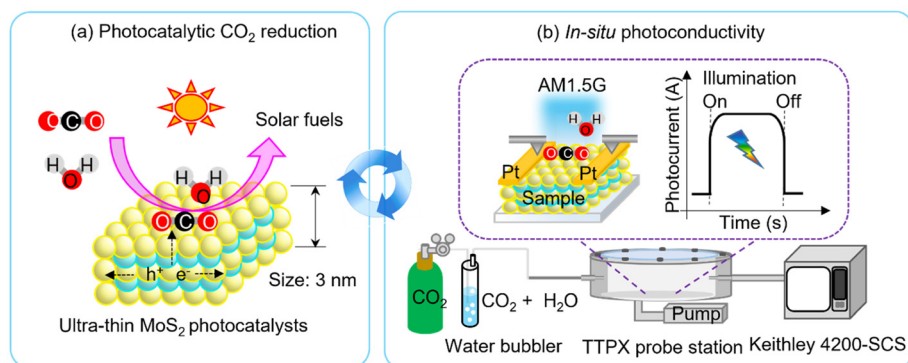 (a) Photocatalytic CO₂ reduction
O C O
H H
O
Solar fuels
H H
O
O C O
h⁺ e⁻
Size: 3 nm
Ultra-thin MoS₂ photocatalysts
(b) In-situ photoconductivity
AM1.5G
H H
O
O C O
Pt
Pt
Sample
Illumination
On Off
Photocurrent (A)
Time (s)
CO₂
CO₂ + H₂O
Pump
Water bubbler
TTPX probe station
Keithley 4200-SCS